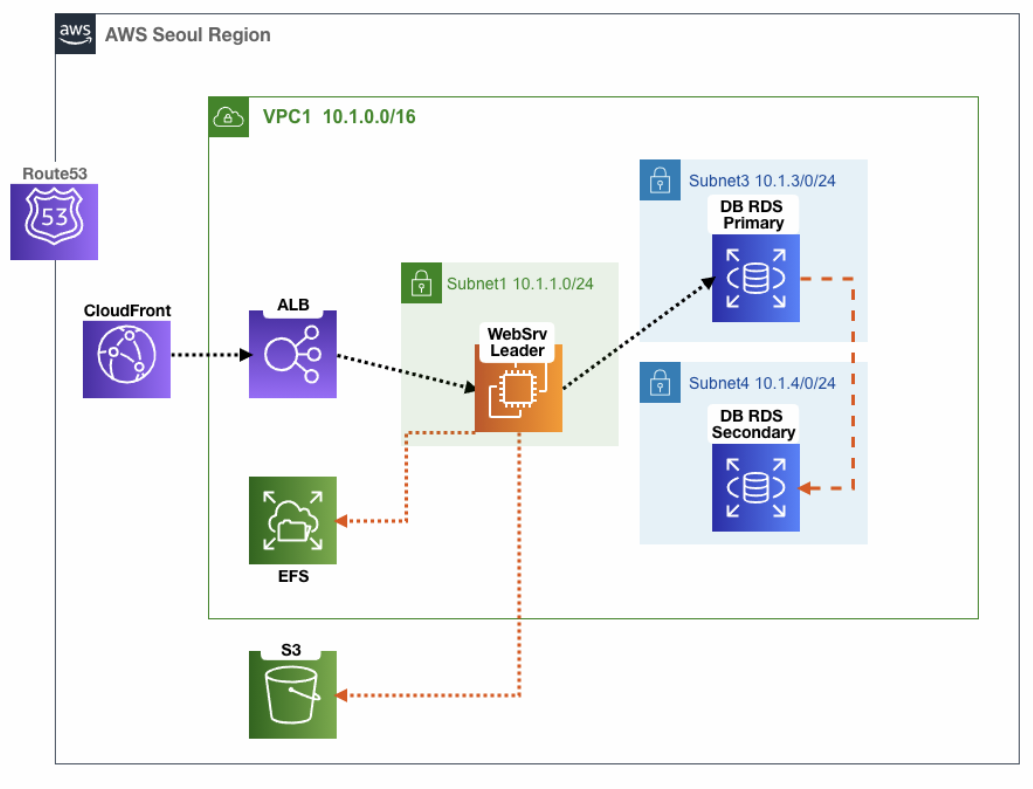 aws
AWS Seoul Region
VPC1 10.1.0.0/16
Route53
53
Subnet3 10.1.3/0/24
DB RDS
Primary
Subnet1 10.1.1.0/24
CloudFront
ALB
WebSrv
Leader
Subnet4 10.1.4/0/24
DB RDS
Secondary
EFS
S3